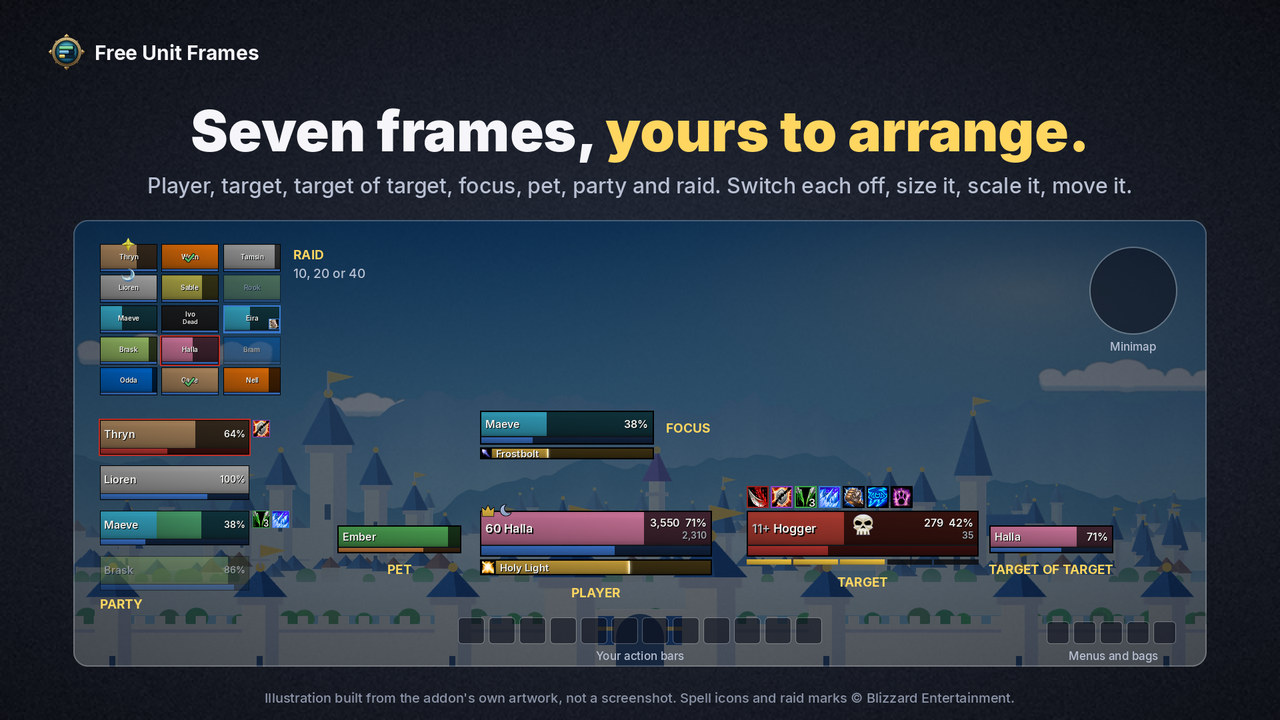 Free Unit Frames
Seven frames, yours to arrange.
Player, target, target of target, focus, pet, party and raid. Switch each off, size it, scale it, move it.
Thryn
Tamsin
RAID
10, 20 or 40
Lioren
Sable
Rook
Maeve
Ivo
Dead
Eira
Minimap
Brask
Halla
Bram
Odda
Nell
Thryn 64%
Maeve 38%
FOCUS
Frostbolt
Lioren 100%
Maeve 38%
Ember
PET
60 Halla 3,550 71%
2,310
Holy Light
PLAYER
11+ Hogger 279 42%
35
TARGET
Halla 71%
TARGET OF TARGET
Brask 86%
PARTY
Your action bars
Menus and bags
Illustration built from the addon's own artwork, not a screenshot. Spell icons and raid marks © Blizzard Entertainment.